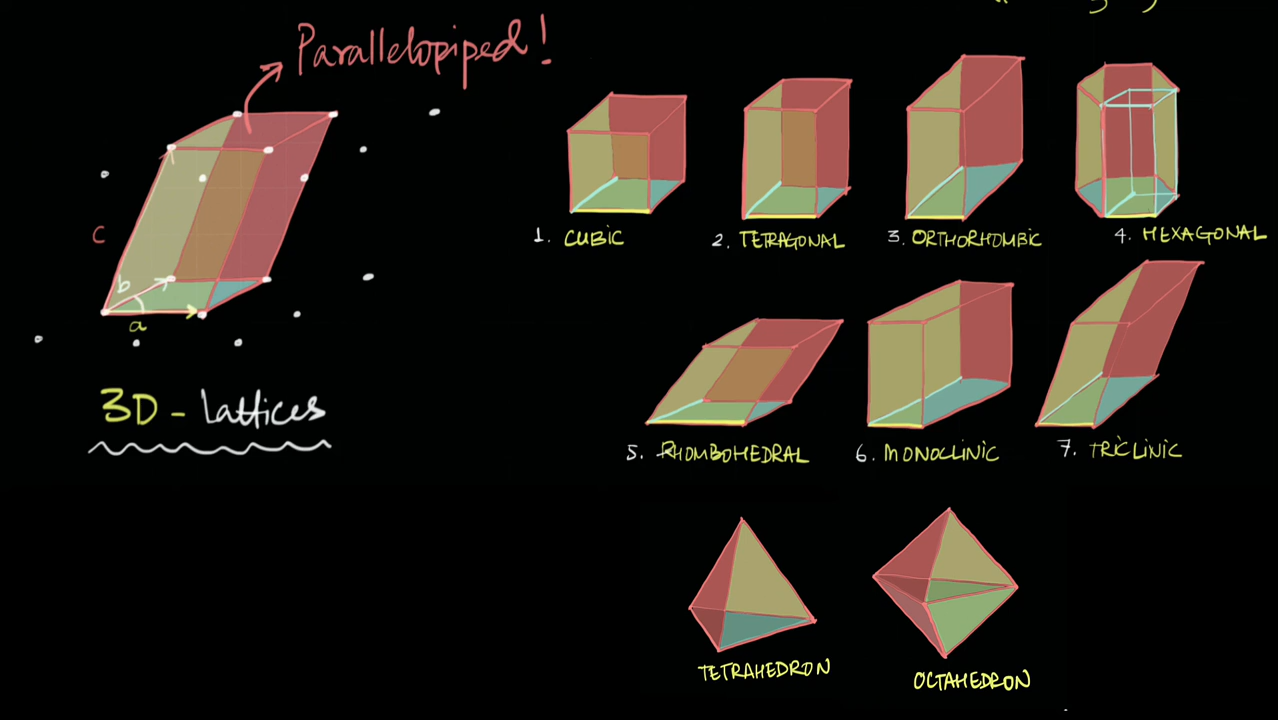 Parallelopiped!
c
b
a
3D - Lattices
1. CUBIC
2. TETRAGONAL
3. ORTHORHOMBIC
4. HEXAGONAL
5. RHOMBOHEDRAL
6. MONOCLINIC
7. TRICLINIC
TETRAHEDRON
OCTAHEDRON